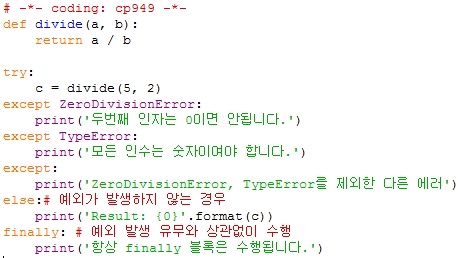 # -*- coding: cp949 -*-
def divide(a, b):
    return a / b

try:
    c = divide(5, 2)
except ZeroDivisionError:
    print('두번째 인자는 0이면 안됩니다.')
except TypeError:
    print('모든 인수는 숫자이여야 합니다.')
except:
    print('ZeroDivisionError, TypeError를 제외한 다른 에러')
else:# 예외가 발생하지 않는 경우
    print('Result: {0}'.format(c))
finally: # 예외 발생 유무와 상관없이 수행
    print('항상 finally 블록은 수행됩니다.')